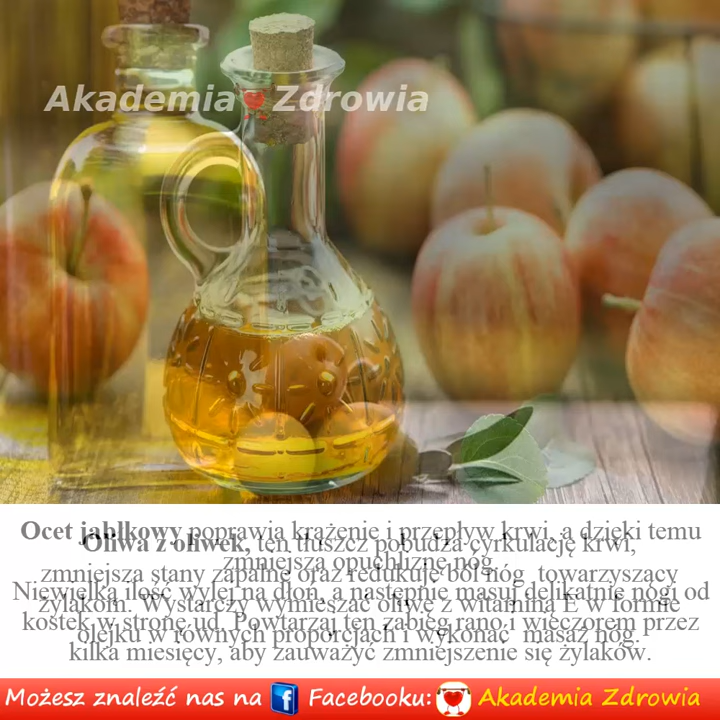 Akademia Zdrowia
Ocet jabłkowy poprawia krążenie i przepływ krwi, a dzięki temu
zmniejsza opuchliznę nóg.
Niewielką ilość wylej na dłoń, a następnie masuj delikatnie nogi od
kostek w stronę ud. Powtarzaj ten zabieg rano i wieczorem przez
kilka miesięcy, aby zauważyć zmniejszenie się żylaków.
Oliwa z oliwek, ten tłuszcz pobudza cyrkulację krwi,
zmniejsza stany zapalne oraz redukuje ból nóg towarzyszący
żylakom. Wystarczy wymieszać oliwę z witaminą E w formie
olejku w równych proporcjach i wykonać masaż nóg.
Możesz znaleźć nas na f Facebooku: Akademia Zdrowia